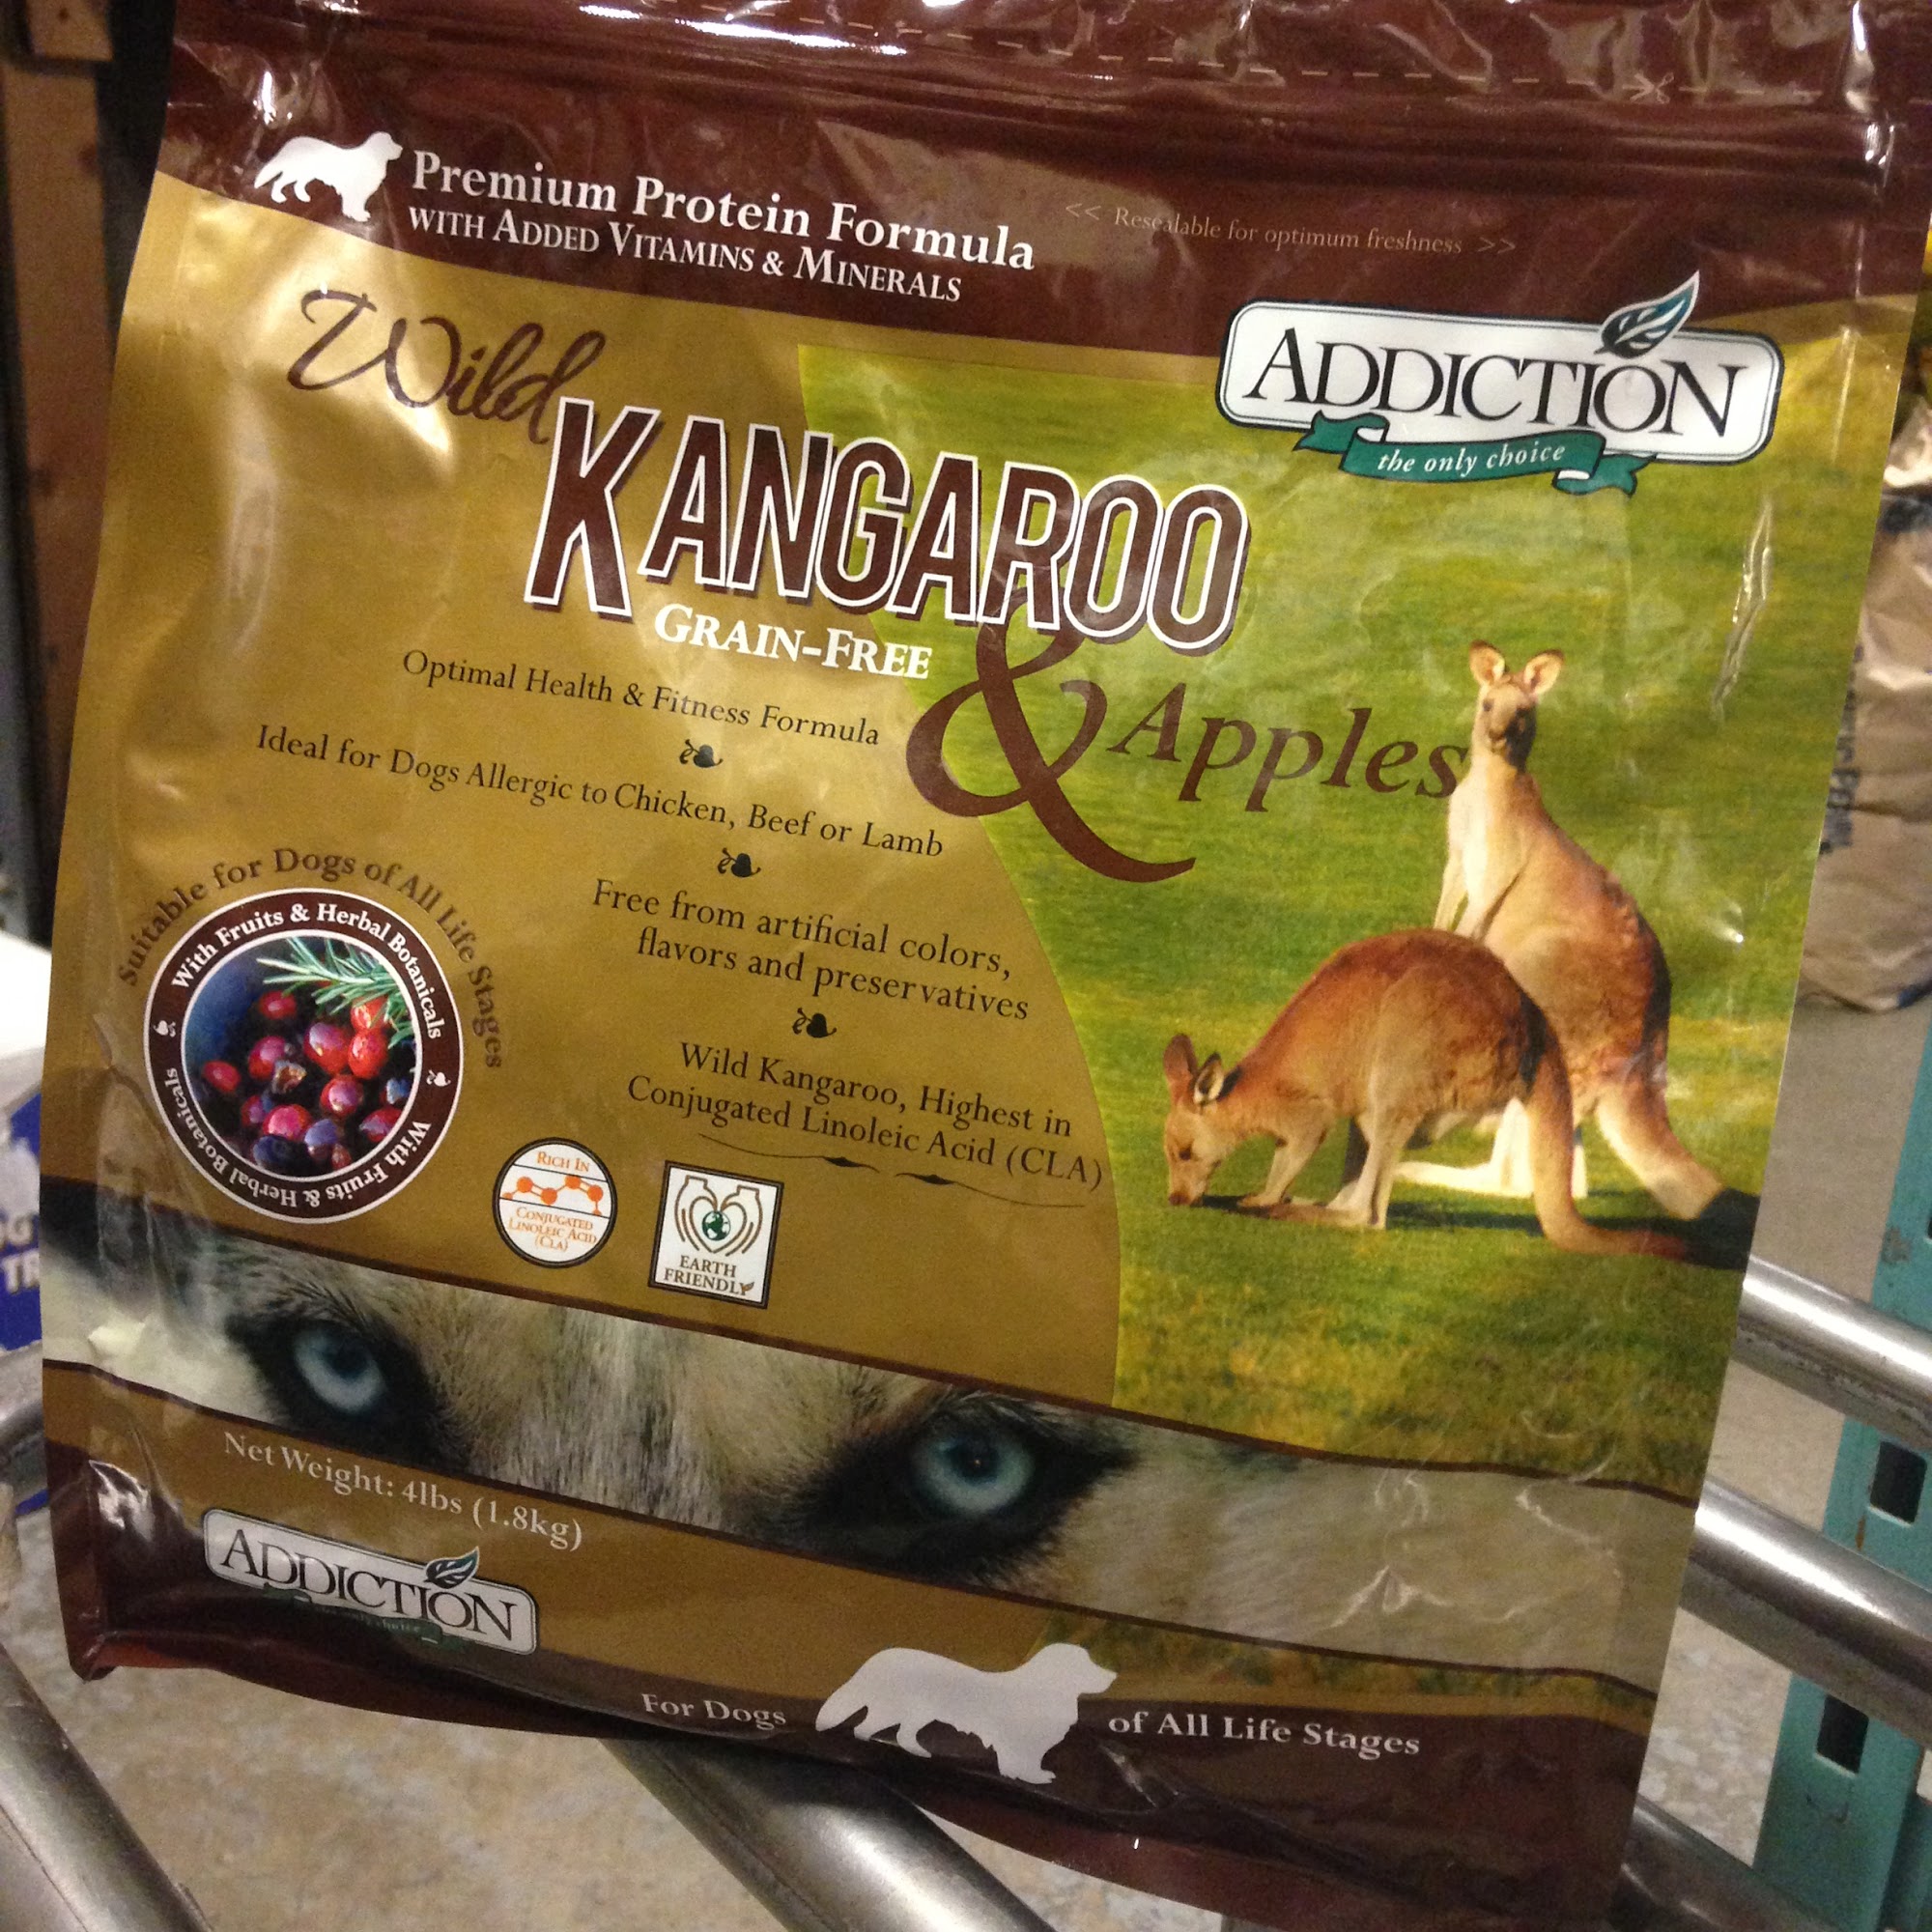 Premium Protein Formula
WITH ADDED VITAMINS & MINERALS
<< Resealable for optimum freshness >>
ADDICTION
the only choice
Wild
KANGAROO
GRAIN-FREE
& Apples
Optimal Health & Fitness Formula
Ideal for Dogs Allergic to Chicken, Beef or Lamb
Free from artificial colors,
flavors and preservatives
Wild Kangaroo, Highest in
Conjugated Linoleic Acid (CLA)
Suitable for Dogs of All Life Stages
With Fruits & Herbal Botanicals
With Fruits & Herbal Botanicals
RICH IN
CONJUGATED
LINOLEIC ACID
(CLA)
EARTH
FRIENDLY
Net Weight: 4lbs (1.8kg)
ADDICTION
For Dogs of All Life Stages